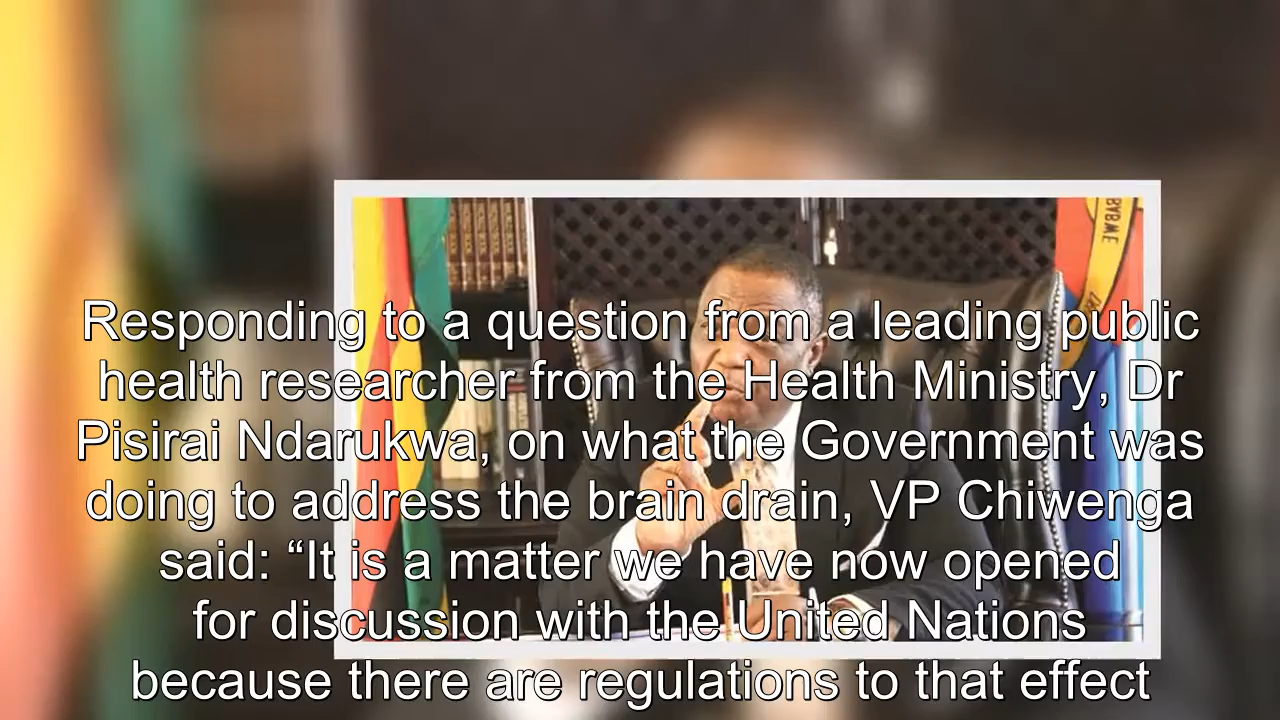 BABWE
Responding to a question from a leading public
health researcher from the Health Ministry, Dr
Pisirai Ndarukwa, on what the Government was
doing to address the brain drain, VP Chiwenga
said: “It is a matter we have now opened
for discussion with the United Nations
because there are regulations to that effect